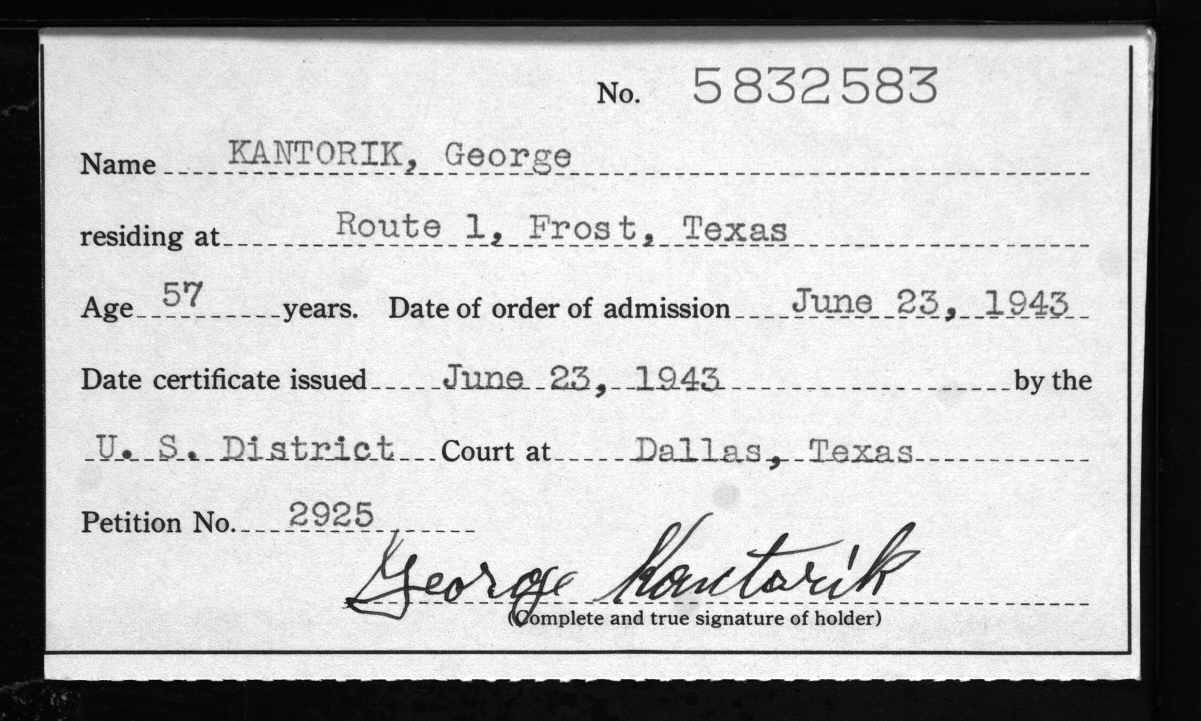 No. 5832583
Name KANTORIK, George
residing at Route 1, Frost, Texas
Age 57 years. Date of order of admission June 23, 1943
Date certificate issued June 23, 1943 by the
U. S. District Court at Dallas, Texas
Petition No. 2925
George Kantorik
(Complete and true signature of holder)